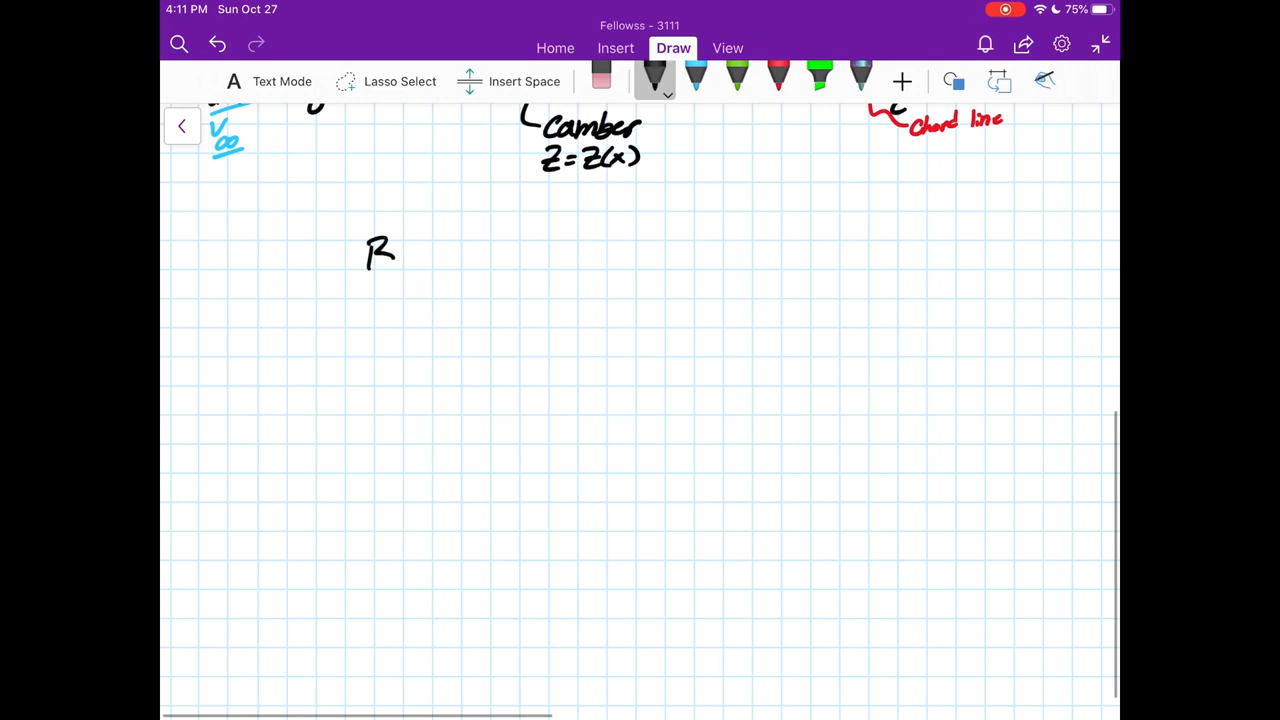 4:11 PM Sun Oct 27
75%
Fellowss - 3111
Home Insert Draw View
A Text Mode Lasso Select Insert Space
V∞
Camber
Z = Z(x)
c
Chord line
R